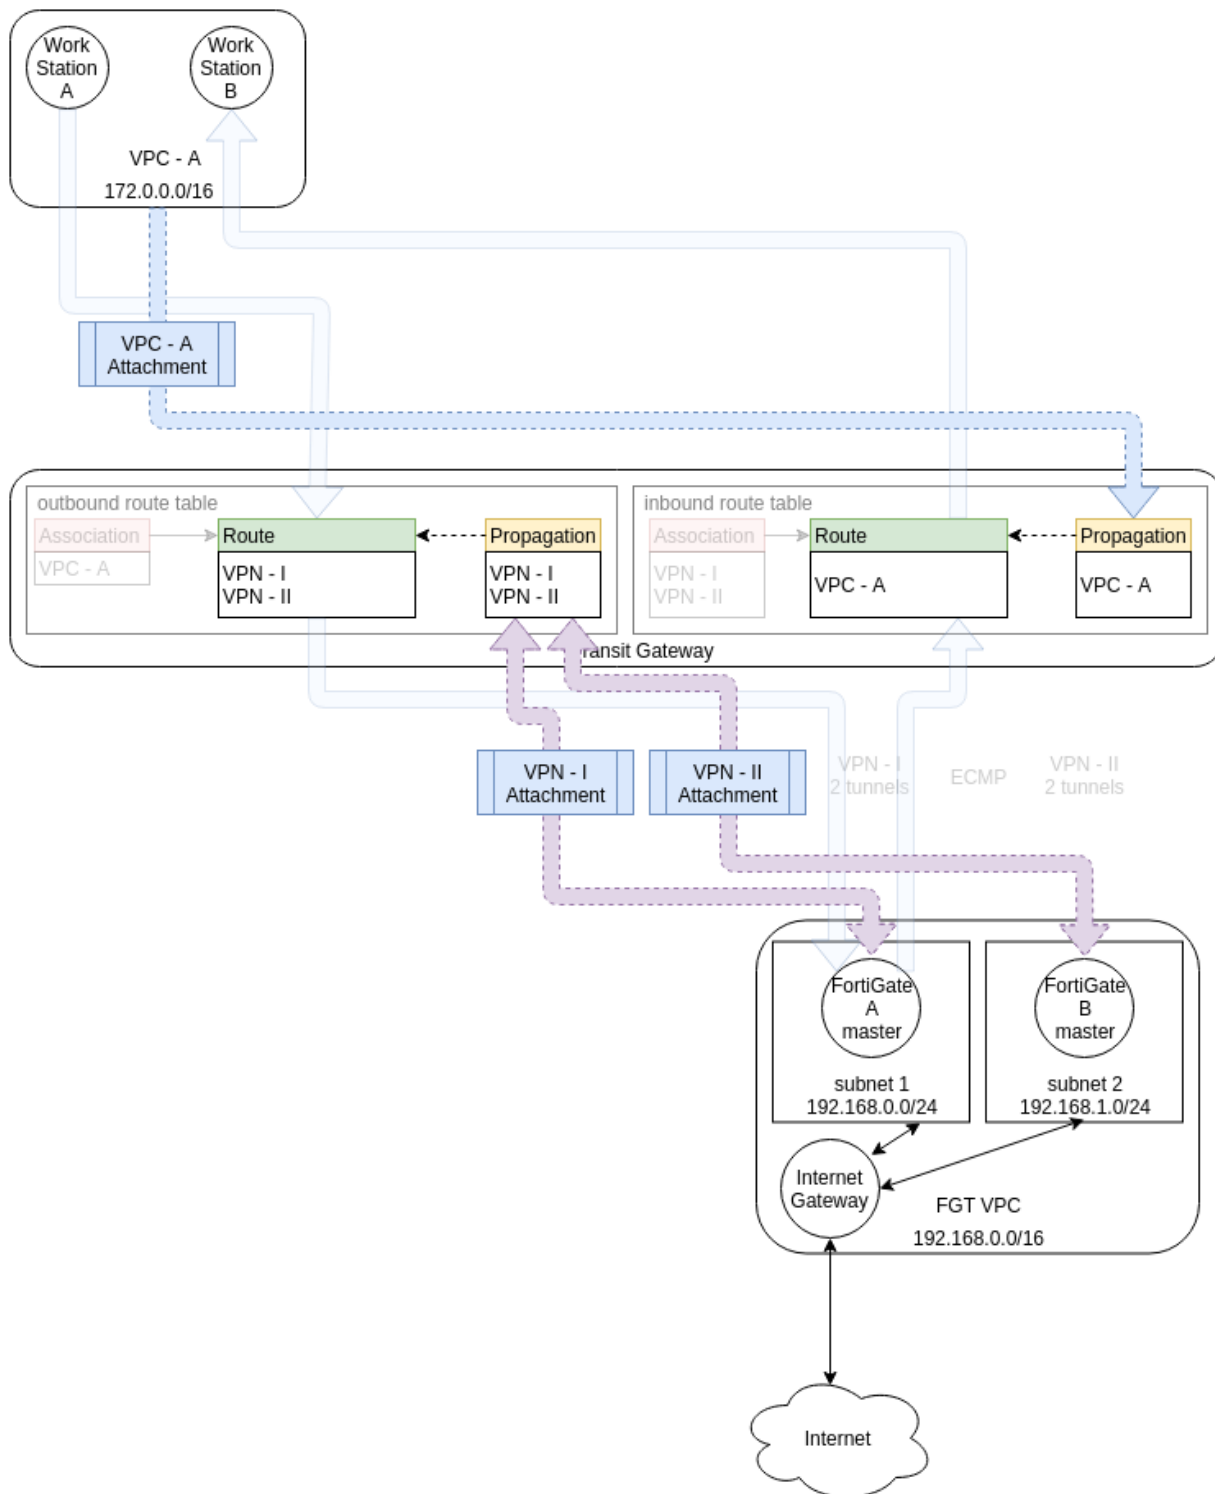 Work
Station
A
Work
Station
B
VPC - A
172.0.0.0/16
VPC - A
Attachment
outbound route table
Association
VPC - A
Route
VPN - I
VPN - II
Propagation
VPN - I
VPN - II
inbound route table
Association
VPN - I
VPN - II
Route
VPC - A
Propagation
VPC - A
ransit Gateway
VPN - I
Attachment
VPN - II
Attachment
VPN - I
2 tunnels
ECMP
VPN - II
2 tunnels
FortiGate
A
master
subnet 1
192.168.0.0/24
FortiGate
B
master
subnet 2
192.168.1.0/24
Internet
Gateway
FGT VPC
192.168.0.0/16
Internet